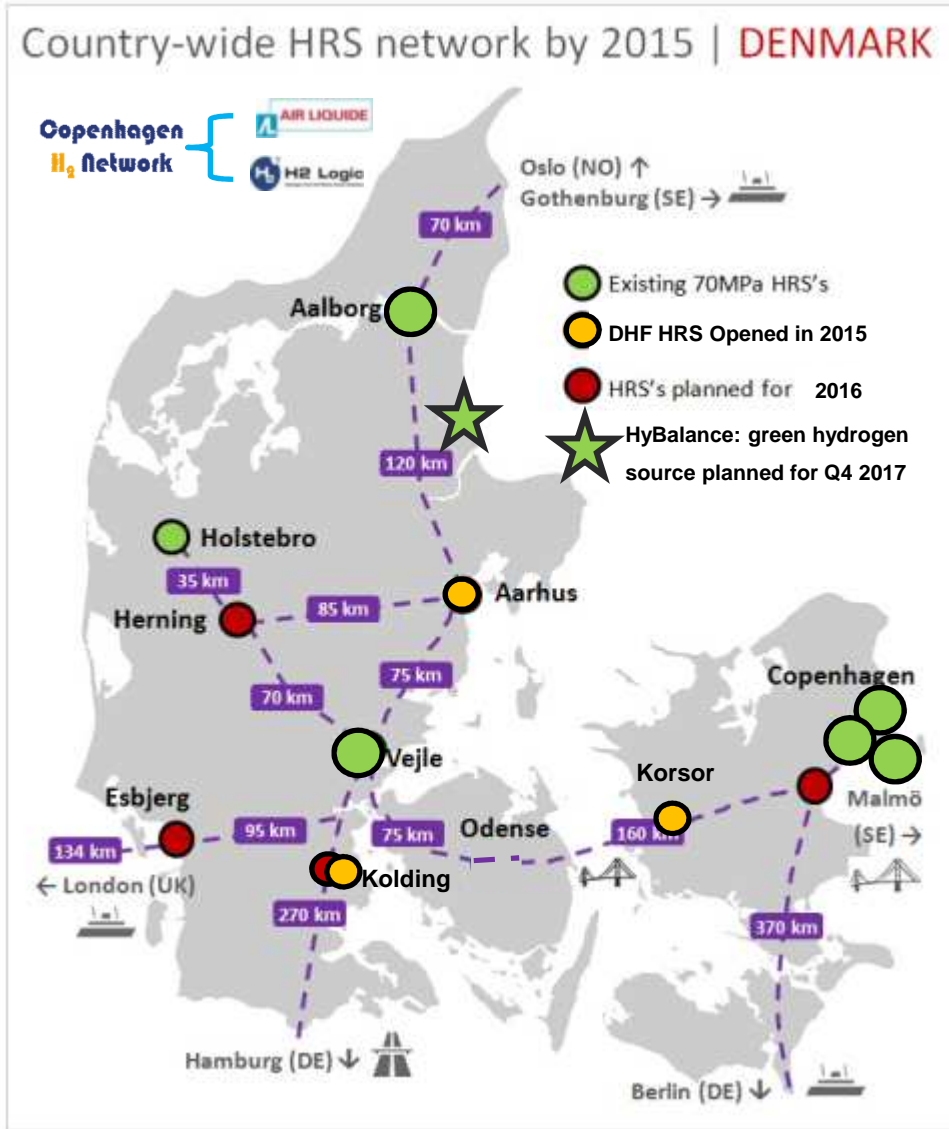 Country-wide HRS network by 2015 | DENMARK
Copenhagen
H₂ Network
AIR LIQUIDE
H2 Logic
Oslo (NO) ↑
Gothenburg (SE) →
70 km
Existing 70MPa HRS's
Aalborg
DHF HRS Opened in 2015
HRS's planned for 2016
HyBalance: green hydrogen
source planned for Q4 2017
120 km
Holstebro
35 km
Aarhus
85 km
Herning
75 km
Copenhagen
70 km
Vejle
Korsor
Esbjerg
Malmö
(SE) →
95 km
75 km
Odense
160 km
134 km
← London (UK)
Kolding
270 km
370 km
Hamburg (DE) ↓
Berlin (DE) ↓